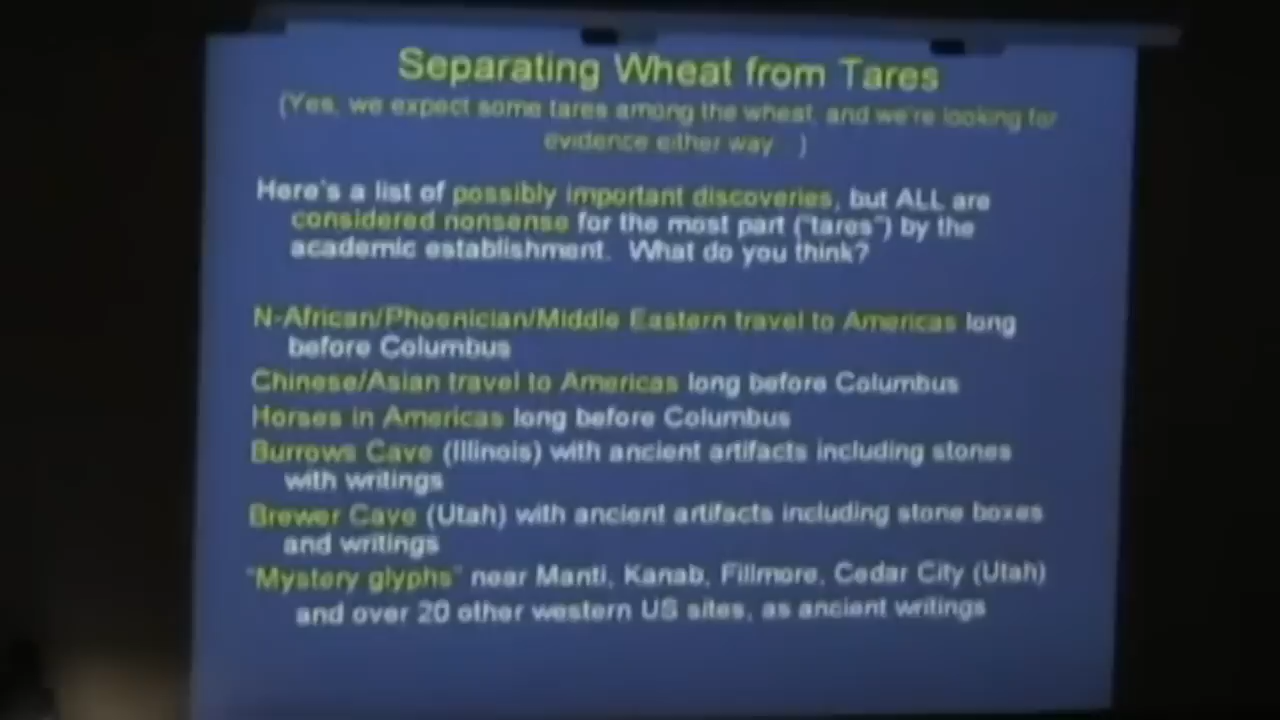 Separating Wheat from Tares
(Yes, we expect some tares among the wheat, and we're looking for
evidence either way...)
Here's a list of possibly important discoveries, but ALL are
considered nonsense for the most part ("tares") by the
academic establishment. What do you think?
N-African/Phoenician/Middle Eastern travel to Americas long
before Columbus
Chinese/Asian travel to Americas long before Columbus
Horses in Americas long before Columbus
Burrows Cave (Illinois) with ancient artifacts including stones
with writings
Brewer Cave (Utah) with ancient artifacts including stone boxes
and writings
"Mystery glyphs" near Manti, Kanab, Fillmore, Cedar City (Utah)
and over 20 other western US sites, as ancient writings